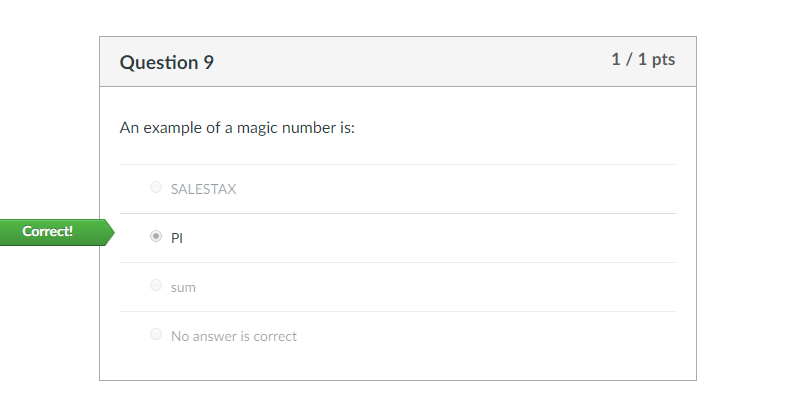 Question 9
1 / 1 pts
An example of a magic number is:
SALESTAX
Correct!
PI
sum
No answer is correct